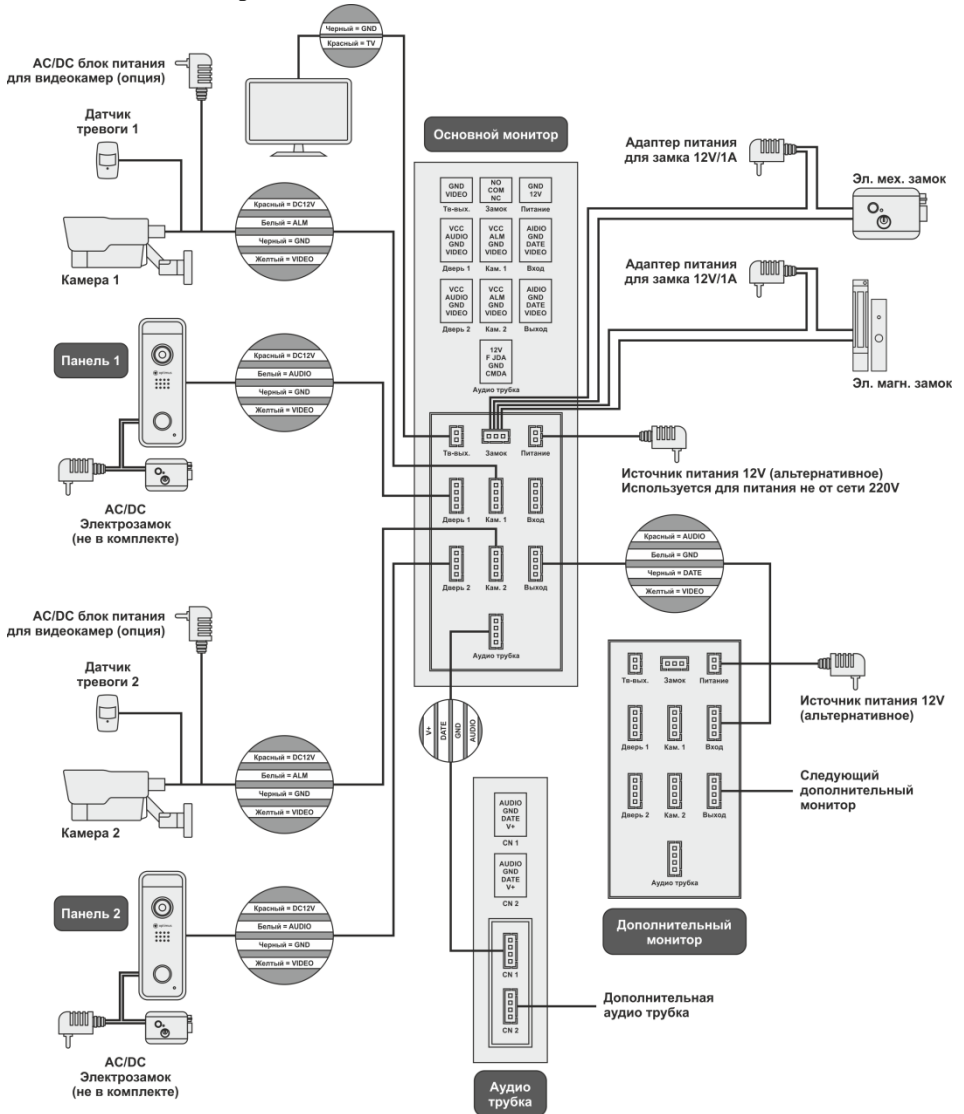 Черный = GND
Красный = TV
AC/DC блок питания
для видеокамер (опция)
Датчик
тревоги 1
Красный = DC12V
Белый = ALM
Черный = GND
Желтый = VIDEO
Камера 1
Панель 1
optimus
Красный = DC12V
Белый = AUDIO
Черный = GND
Желтый = VIDEO
AC/DC
Электрозамок
(не в комплекте)
AC/DC блок питания
для видеокамер (опция)
Датчик
тревоги 2
Красный = DC12V
Белый = ALM
Черный = GND
Желтый = VIDEO
Камера 2
Панель 2
optimus
Красный = DC12V
Белый = AUDIO
Черный = GND
Желтый = VIDEO
AC/DC
Электрозамок
(не в комплекте)
Основной монитор
GND
VIDEO
Тв-вых.
NO
COM
NC
Замок
GND
12V
Питание
VCC
AUDIO
GND
VIDEO
Дверь 1
VCC
ALM
GND
VIDEO
Кам. 1
AIDIO
GND
DATE
VIDEO
Вход
VCC
AUDIO
GND
VIDEO
Дверь 2
VCC
ALM
GND
VIDEO
Кам. 2
AIDIO
GND
DATE
VIDEO
Выход
12V
F JDA
GND
CMDA
Аудио трубка
Тв-вых.
Замок
Питание
Дверь 1
Кам. 1
Вход
Дверь 2
Кам. 2
Выход
Аудио трубка
V+
DATE
GND
AUDIO
AUDIO
GND
DATE
V+
CN 1
AUDIO
GND
DATE
V+
CN 2
CN 1
CN 2
Дополнительная
аудио трубка
Аудио
трубка
Адаптер питания
для замка 12V/1A
Эл. мех. замок
Адаптер питания
для замка 12V/1A
Эл. магн. замок
Источник питания 12V (альтернативное)
Используется для питания не от сети 220V
Красный = AUDIO
Белый = GND
Черный = DATE
Желтый = VIDEO
Тв-вых.
Замок
Питание
Дверь 1
Кам. 1
Вход
Дверь 2
Кам. 2
Выход
Аудио трубка
Источник питания 12V
(альтернативное)
Следующий
дополнительный
монитор
Дополнительный
монитор